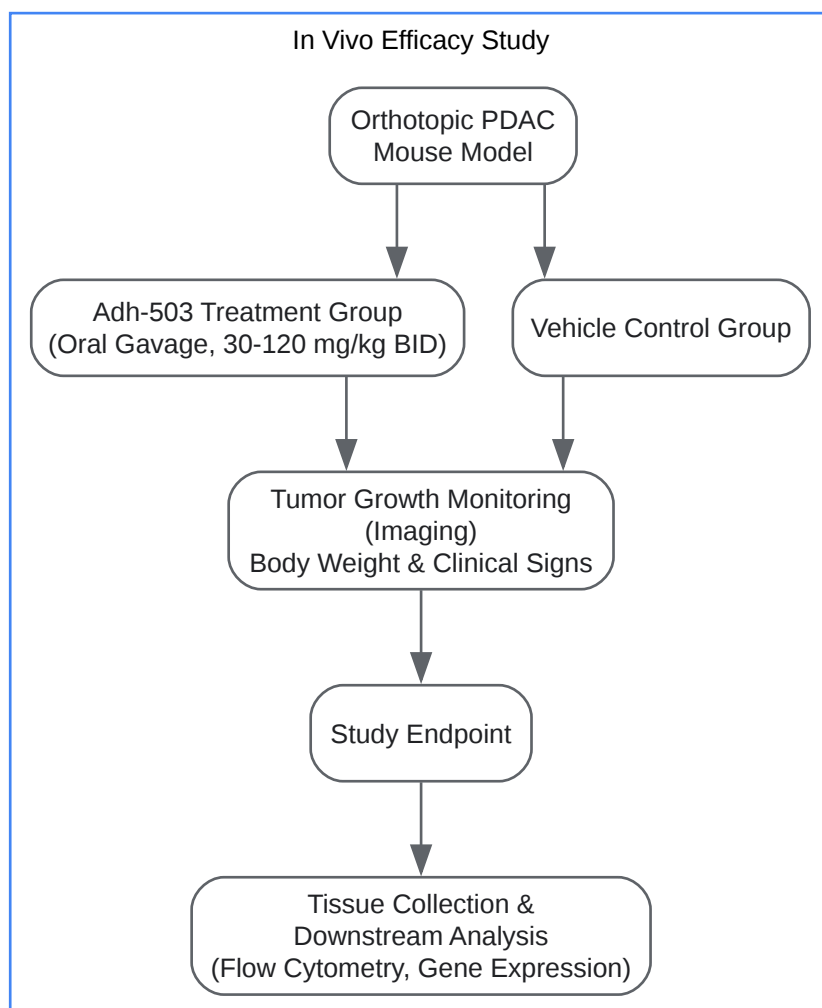 In Vivo Efficacy Study
Orthotopic PDAC
Mouse Model
Adh-503 Treatment Group
(Oral Gavage, 30-120 mg/kg BID)
Vehicle Control Group
Tumor Growth Monitoring
(Imaging)
Body Weight & Clinical Signs
Study Endpoint
Tissue Collection &
Downstream Analysis
(Flow Cytometry, Gene Expression)